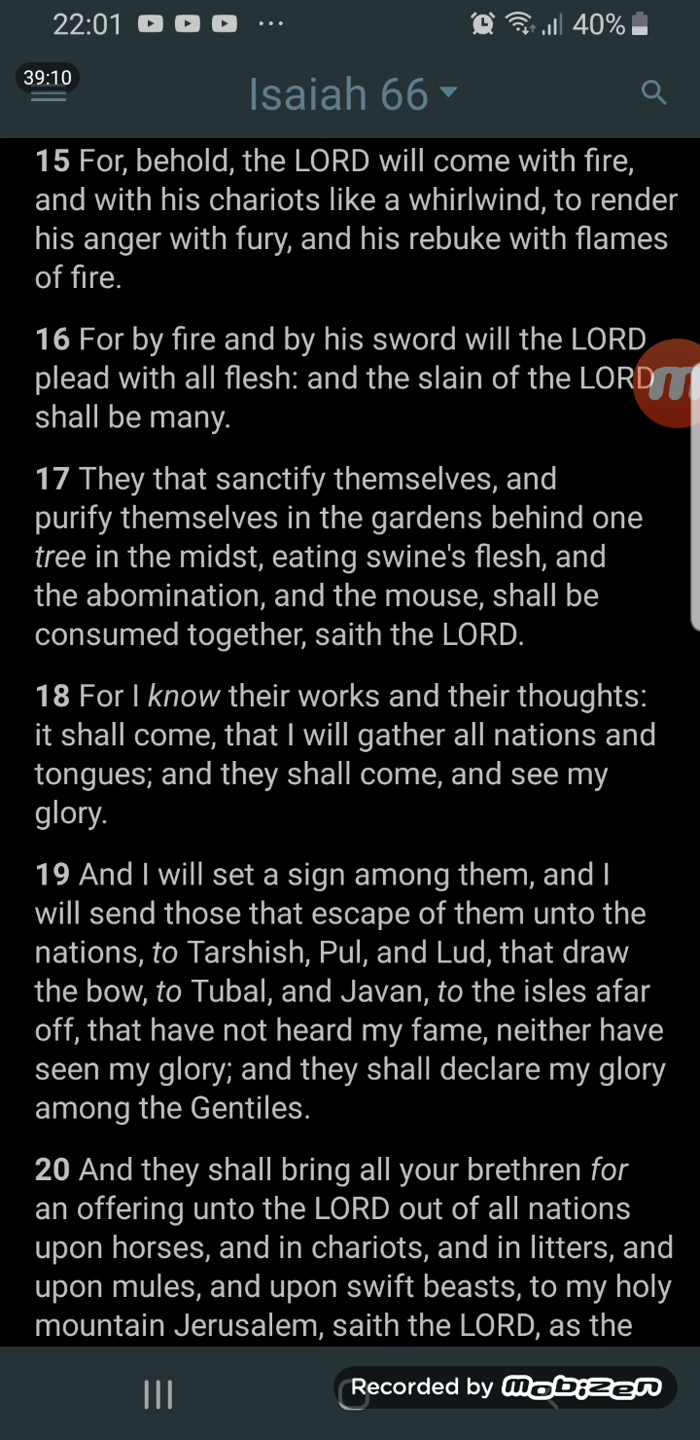 22:01 ... 40%
39:10
Isaiah 66
15 For, behold, the LORD will come with fire,
and with his chariots like a whirlwind, to render
his anger with fury, and his rebuke with flames
of fire.
16 For by fire and by his sword will the LORD
plead with all flesh: and the slain of the LORD
shall be many.
17 They that sanctify themselves, and
purify themselves in the gardens behind one
tree in the midst, eating swine's flesh, and
the abomination, and the mouse, shall be
consumed together, saith the LORD.
18 For I know their works and their thoughts:
it shall come, that I will gather all nations and
tongues; and they shall come, and see my
glory.
19 And I will set a sign among them, and I
will send those that escape of them unto the
nations, to Tarshish, Pul, and Lud, that draw
the bow, to Tubal, and Javan, to the isles afar
off, that have not heard my fame, neither have
seen my glory; and they shall declare my glory
among the Gentiles.
20 And they shall bring all your brethren for
an offering unto the LORD out of all nations
upon horses, and in chariots, and in litters, and
upon mules, and upon swift beasts, to my holy
mountain Jerusalem, saith the LORD, as the
Recorded by mobizen